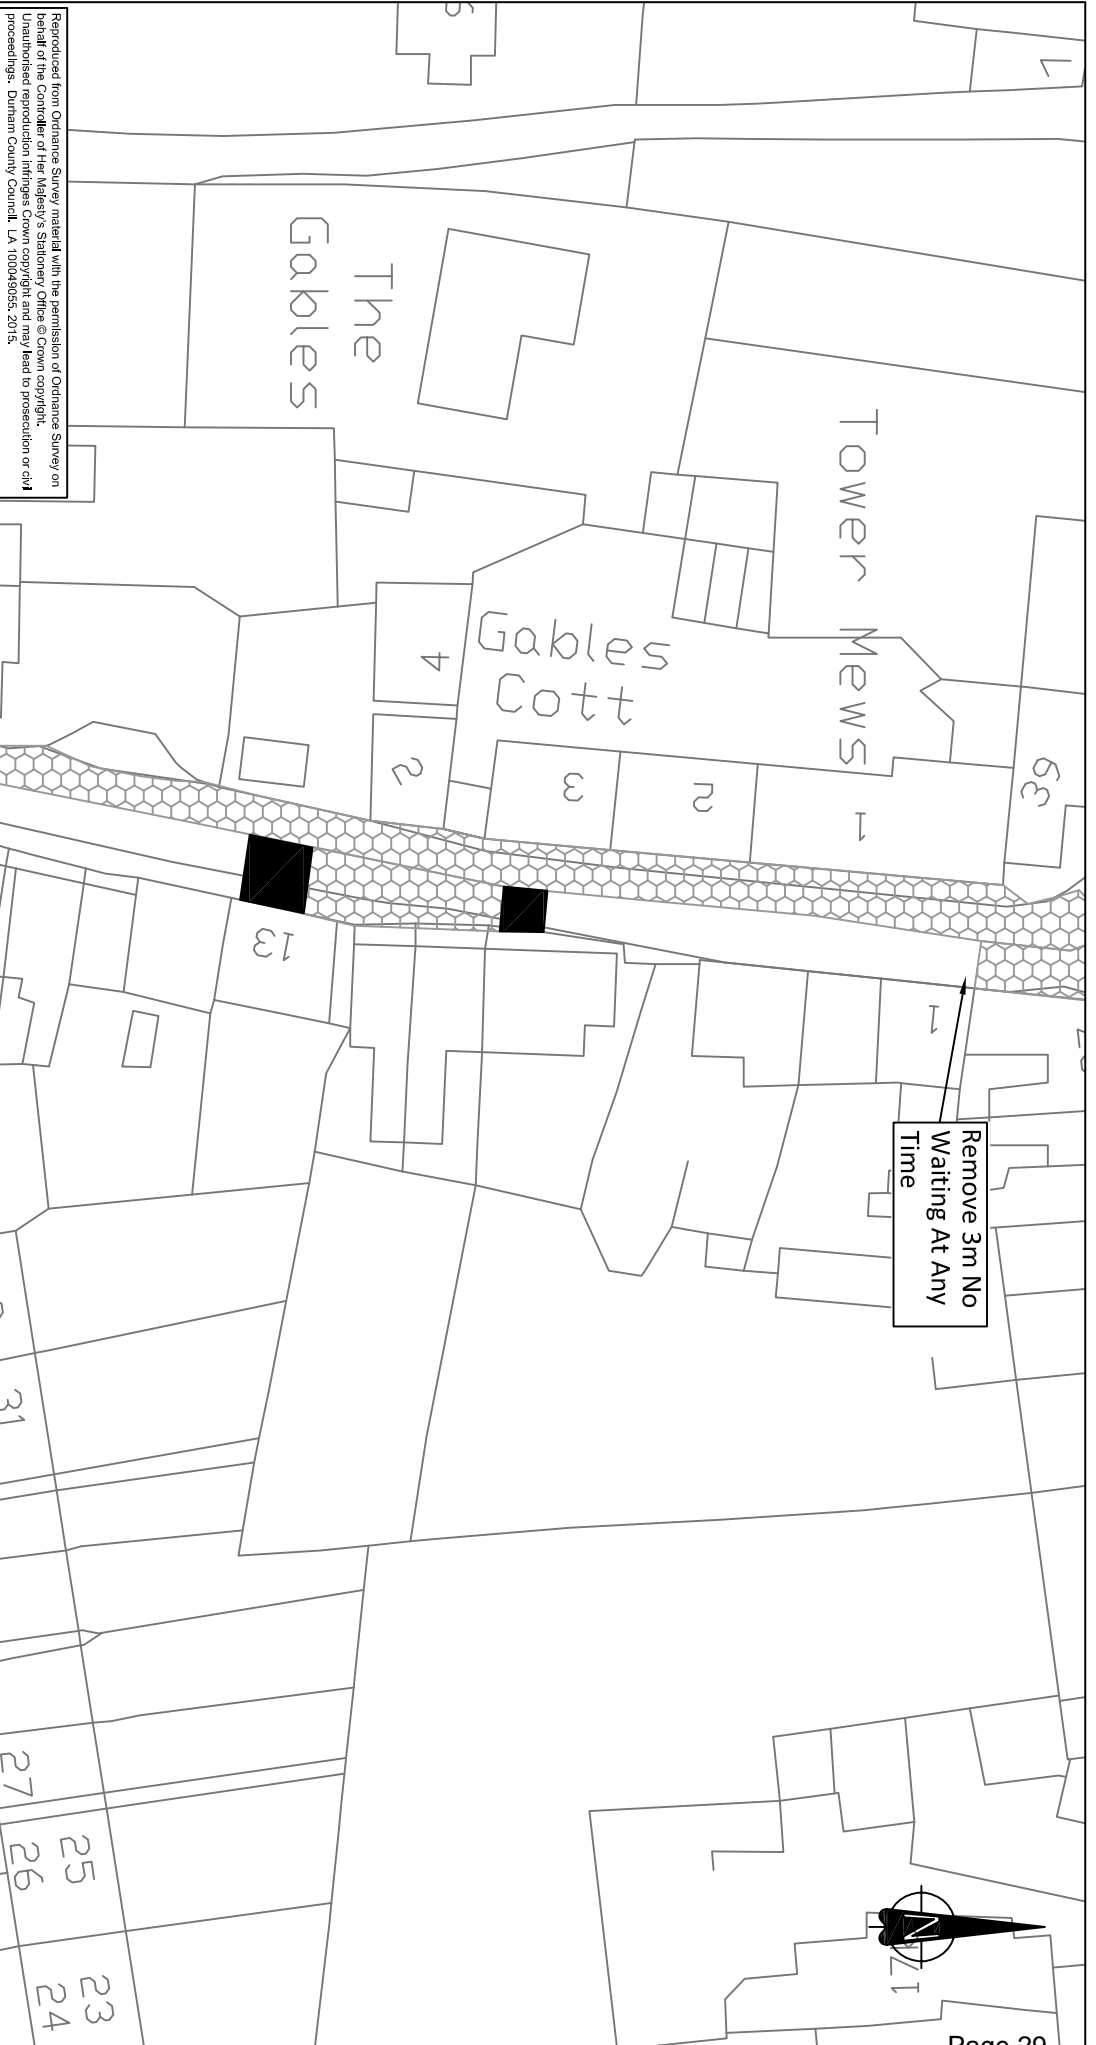 Reproduced from Ordnance Survey material with the permission of Ordnance Survey on
behalf of the Controller of Her Majesty's Stationery Office © Crown copyright.
Unauthorised reproduction infringes Crown copyright and may lead to prosecution or civil
proceedings. Durham County Council. LA 100049055. 2015.
The
Gables
Tower Mews
Gables
Cott
4
2
3
2
1
39
13
1
Remove 3m No
Waiting At Any
Time
31
27
25
26
23
24
N
Page 29